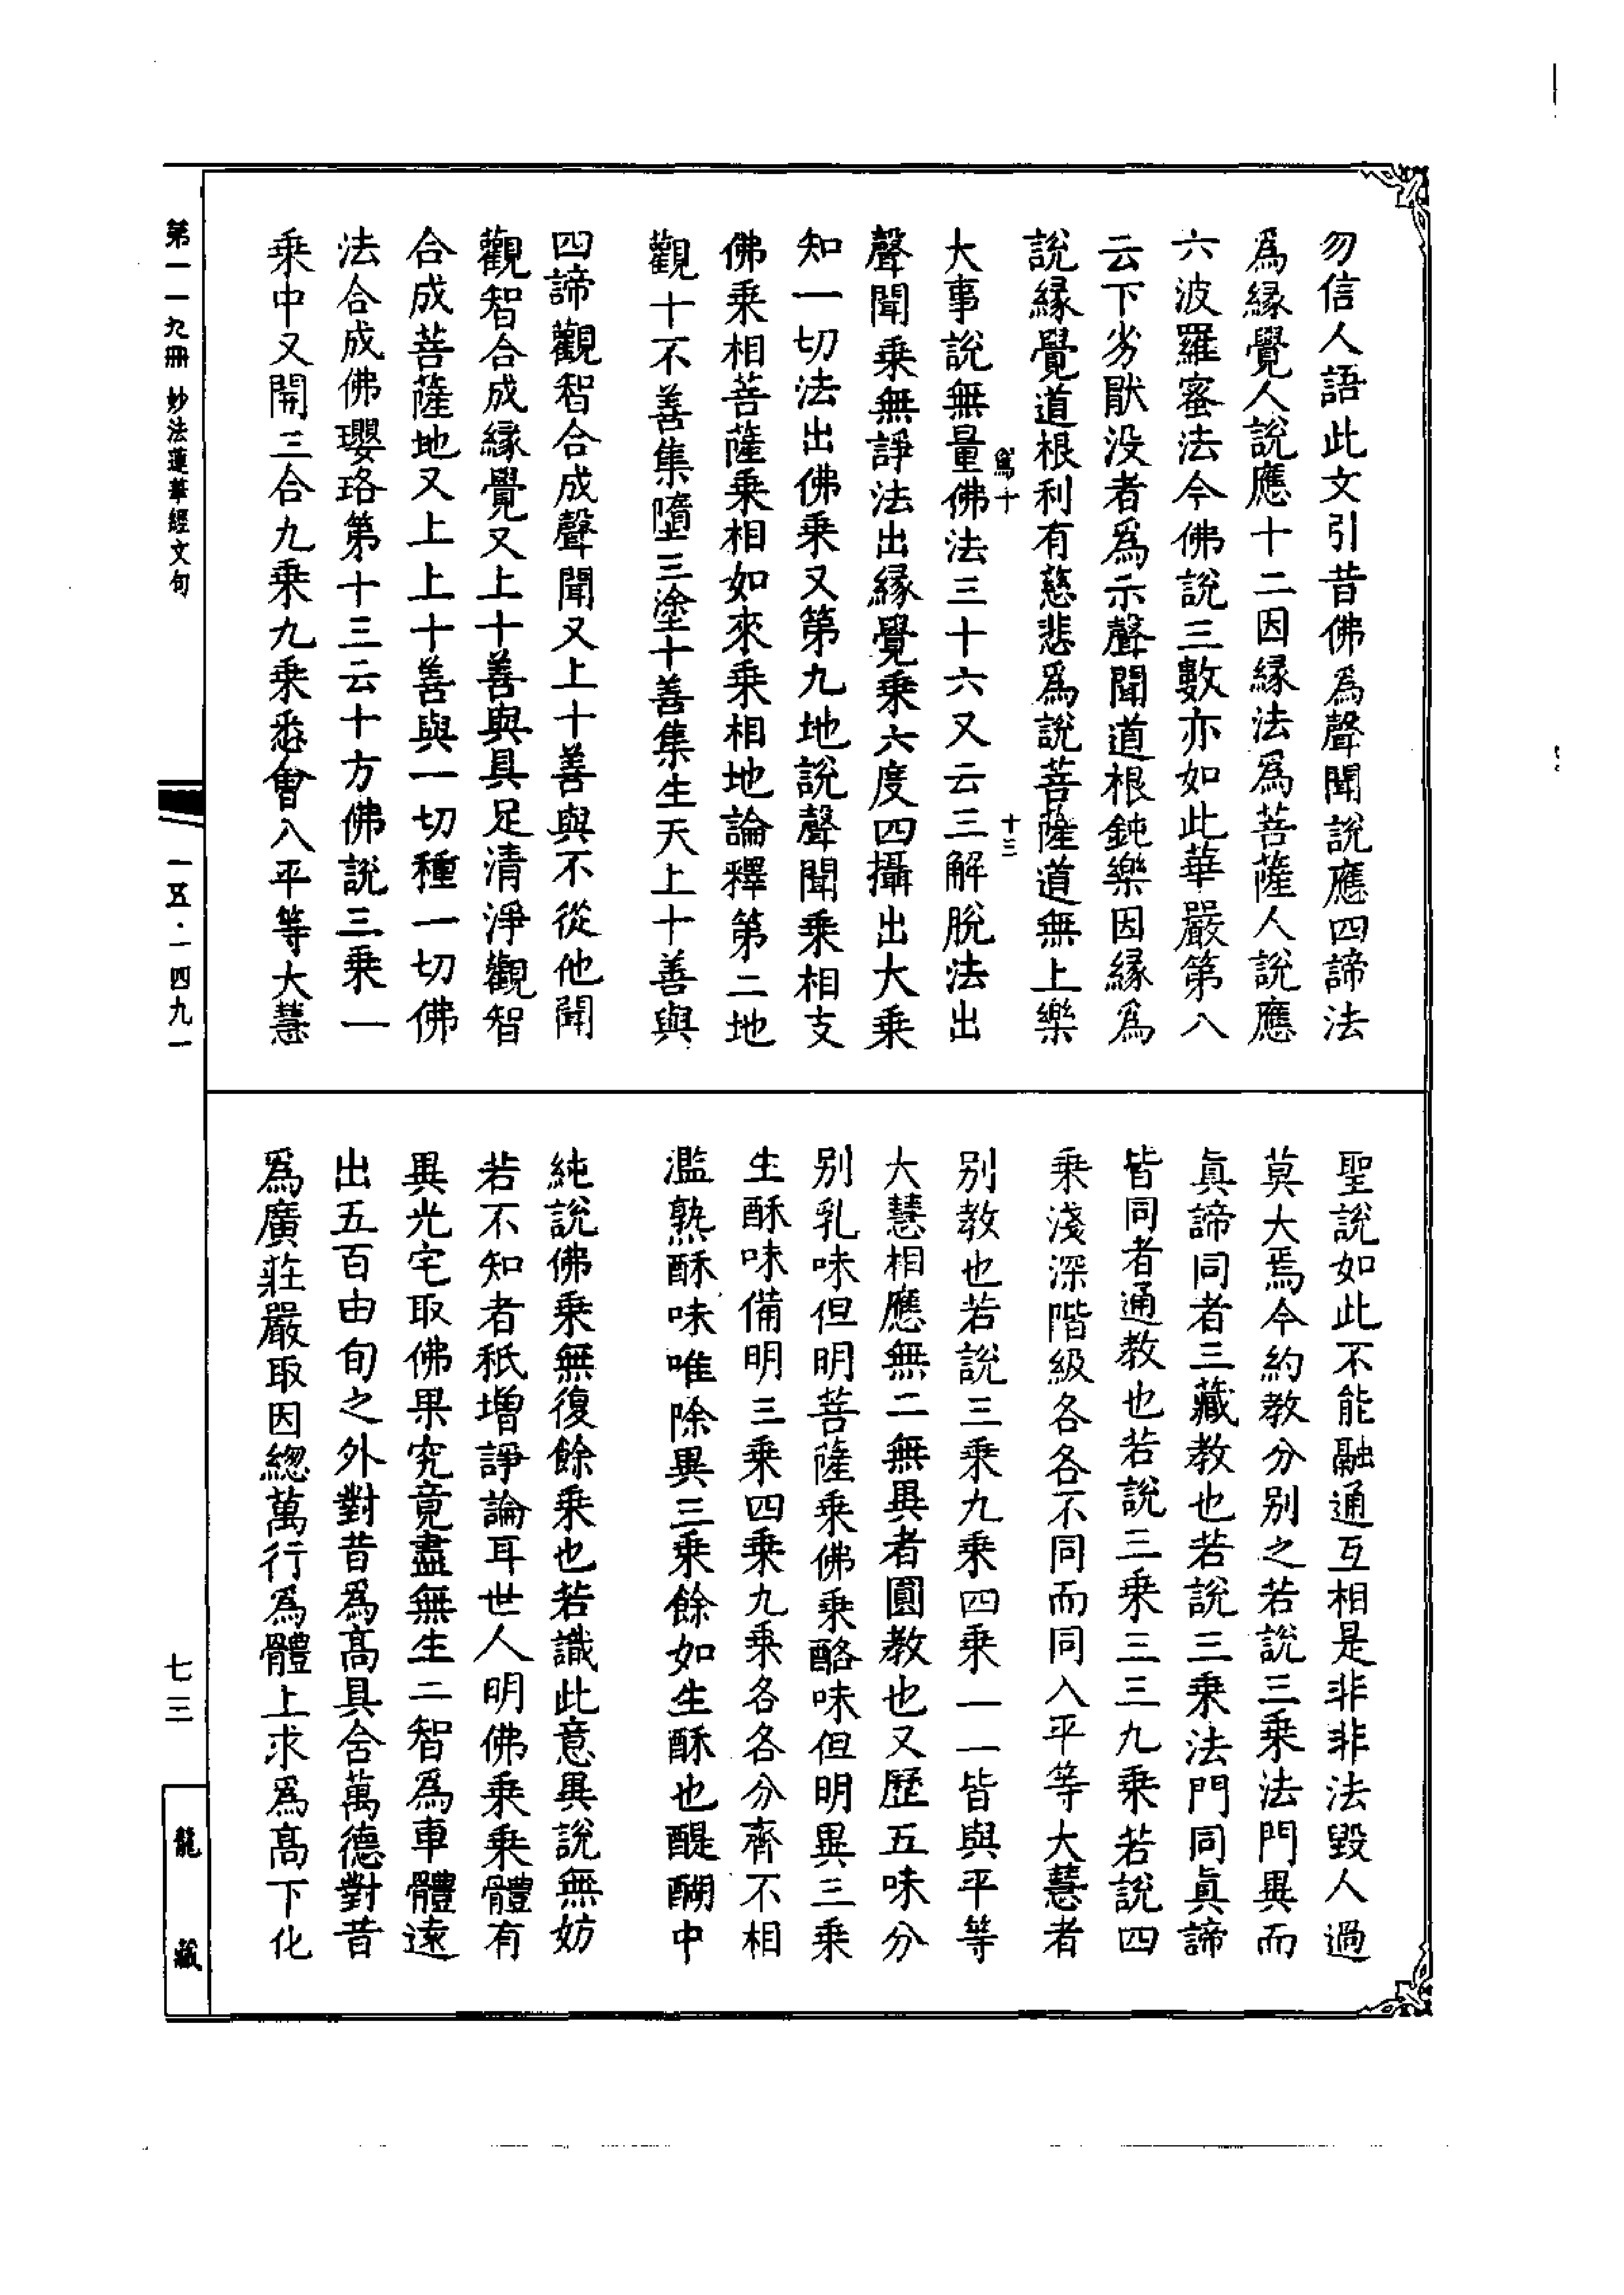 勿信人語此文引昔佛爲聲聞說應四諦法
爲緣覺人說應十二因緣法爲菩薩人說應
六波羅蜜法今佛說三數亦如此華嚴第八
云下劣厭没者爲示聲聞道根鈍樂因緣爲
說緣覺道根利有慈悲爲說菩薩道無上樂
十三
大事說無量佛法三十六又云三解脫法出
聲聞乘無諍法出緣覺乘六度四攝出大乘
知一切法出佛乘又第九地說聲聞乘相支
佛乘相菩薩乘相如來乘相地論釋第二地
觀十不善集墮三塗十善集生天上十善與
四諦觀智合成聲聞又上十善與不從他聞
觀智合成緣覺又上十善與具足清淨觀智
合成菩薩地又上上十善與一切種一切佛
法合成佛瓔珞第十三云十方佛說三乘一
乘中又開三合九乘九乘悉會入平等大慧
聖說如此不能融通互相是非非法毀人過
莫大焉今約教分別之若說三乘法門異而
眞諦同者三藏教也若說三乘法門同眞諦
皆同者通教也若說三乘三三九乘若說四
乘淺深階級各各不同而同入平等大慧者
别教也若說三乘九乘四乘一一皆與平等
大慧相應無二無異者圓教也又歷五味分
别乳味但明菩薩乘佛乘酪味但明異三乘
生酥味備明三乘四乘九乘各各分齊不相
濫熟酥味唯除異三乘餘如生酥也醍醐中
純說佛乘無復餘乘也若識此意異說無妨
若不知者秖增諍論耳世人明佛乘乘體有
異光宅取佛果究竟盡無生二智爲車體遠
出五百由旬之外對昔爲高具含萬德對昔
爲廣莊嚴取因總萬行爲體上求爲高下化
第一一九冊 妙法蓮華經文句
一五·一四九一
七三
龍藏